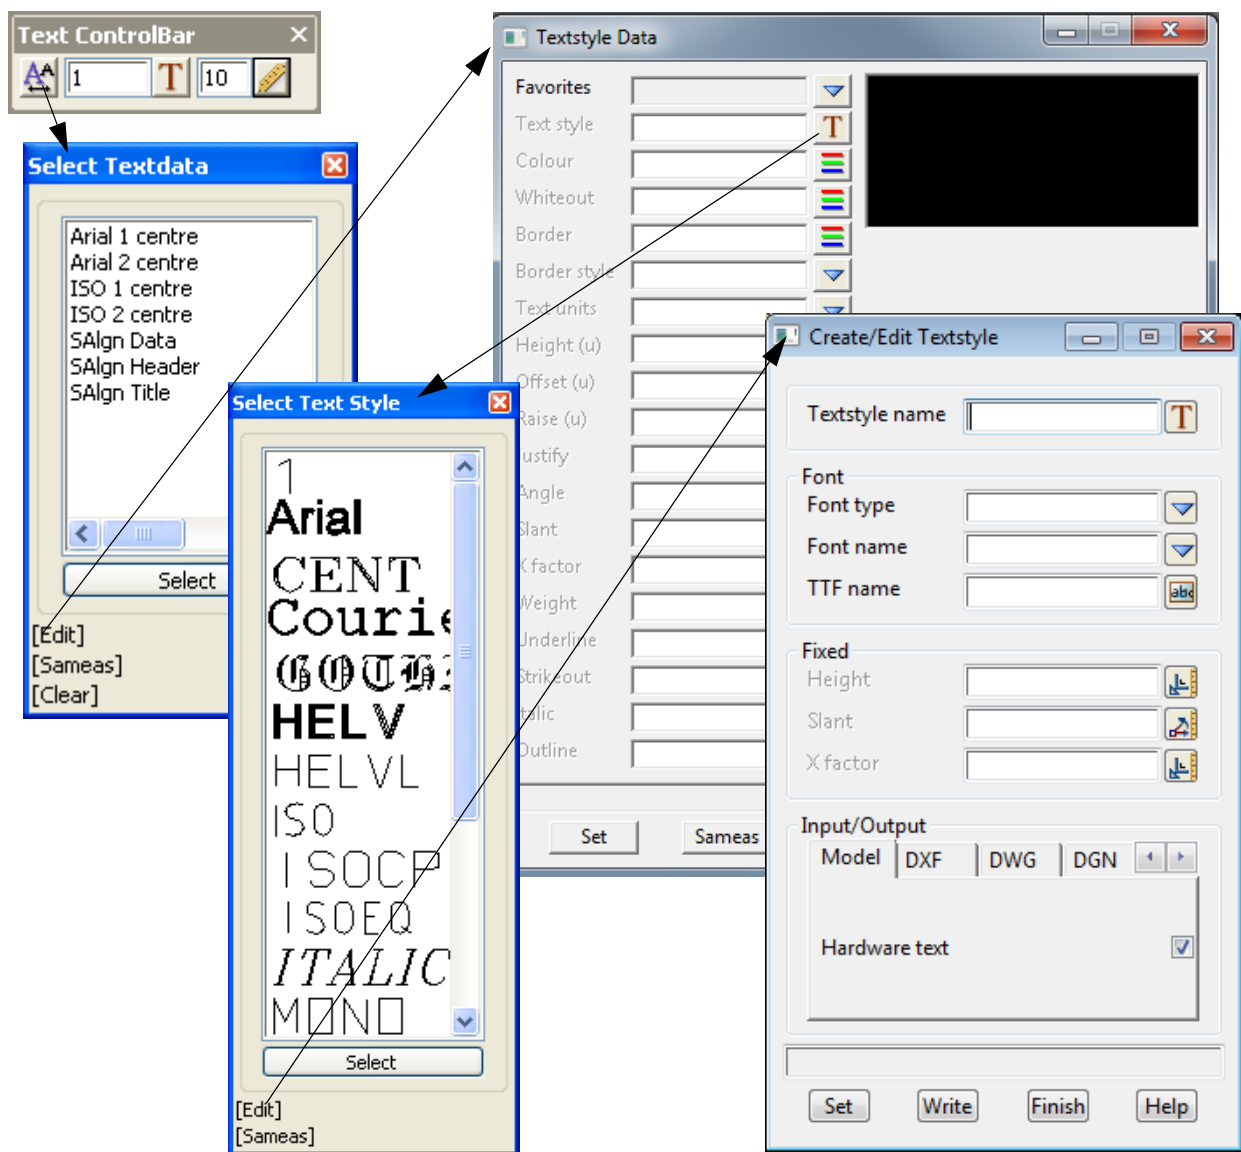 Text ControlBar
1
T
10
Select Textdata
Arial 1 centre
Arial 2 centre
ISO 1 centre
ISO 2 centre
SAlgn Data
SAlgn Header
SAlgn Title
Select
[Edit]
[Sameas]
[Clear]
Select Text Style
1
Arial
CENT
Courie
GOTH
HELV
HELVL
ISO
ISOCP
ISOEQ
ITALIC
MONO
Select
[Edit]
[Sameas]
Textstyle Data
Favorites
Text style
T
Colour
Whiteout
Border
Border style
Text units
Height (u)
Offset (u)
Raise (u)
ustify
Angle
Slant
X factor
Weight
Underline
Strikeout
Italic
Outline
Set
Sameas
Create/Edit Textstyle
Textstyle name
T
Font
Font type
Font name
TTF name
abc
Fixed
Height
Slant
X factor
Input/Output
Model DXF DWG DGN
Hardware text
Set Write Finish Help